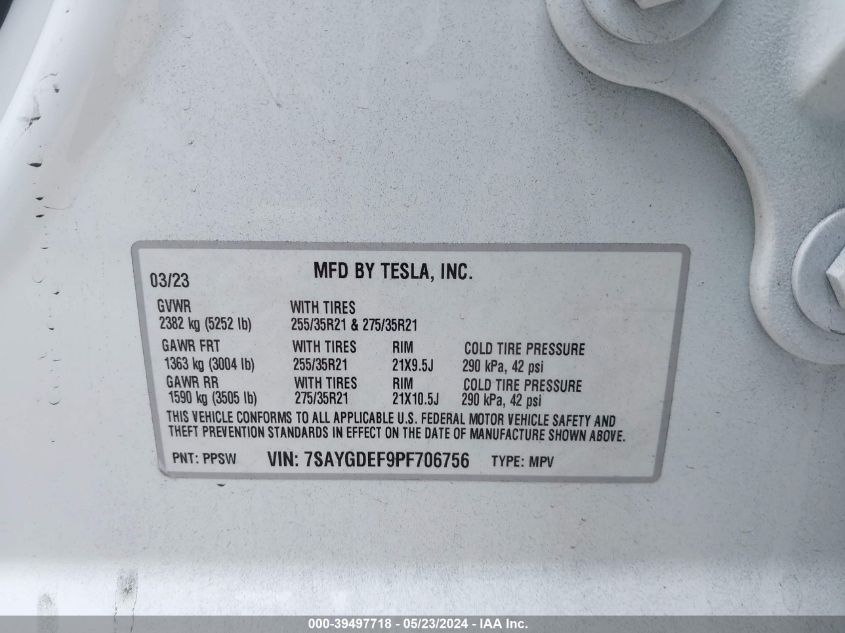 03/23 MFD BY TESLA, INC.
GVWR WITH TIRES
2382 kg (5252 lb) 255/35R21 & 275/35R21
GAWR FRT WITH TIRES RIM COLD TIRE PRESSURE
1363 kg (3004 lb) 255/35R21 21X9.5J 290 kPa, 42 psi
GAWR RR WITH TIRES RIM COLD TIRE PRESSURE
1590 kg (3505 lb) 275/35R21 21X10.5J 290 kPa, 42 psi
THIS VEHICLE CONFORMS TO ALL APPLICABLE U.S. FEDERAL MOTOR VEHICLE SAFETY AND
THEFT PREVENTION STANDARDS IN EFFECT ON THE DATE OF MANUFACTURE SHOWN ABOVE.
PNT: PPSW VIN: 7SAYGDEF9PF706756 TYPE: MPV
000-39497718 - 05/23/2024 - IAA Inc.